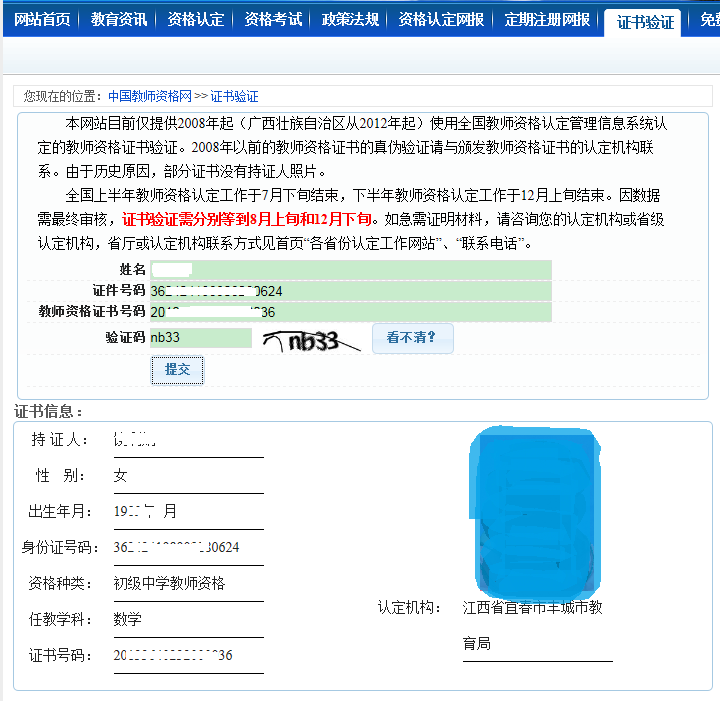 网站首页 教育资讯 资格认定 资格考试 政策法规 资格认定网报 定期注册网报 证书验证 免
您现在的位置：中国教师资格网 >> 证书验证
本网站目前仅提供2008年起（广西壮族自治区从2012年起）使用全国教师资格认定管理信息系统认
定的教师资格证书验证。2008年以前的教师资格证书的真伪验证请与颁发教师资格证书的认定机构联
系。由于历史原因，部分证书没有持证人照片。
全国上半年教师资格认定工作于7月下旬结束，下半年教师资格认定工作于12月上旬结束。因数据
需最终审核，证书验证需分别等到8月上旬和12月下旬。如急需证明材料，请咨询您的认定机构或省级
认定机构，省厅或认定机构联系方式见首页“各省份认定工作网站”、“联系电话”。
姓名
证件号码 36 0624
教师资格证书号码 20 36
验证码 nb33 nb33 看不清？
提交
证书信息：
持 证 人：
性 别： 女
出生年月： 19 月
身份证号码： 36 0624
资格种类： 初级中学教师资格
任教学科： 数学
认定机构： 江西省宜春市丰城市教
育局
证书号码： 20 36